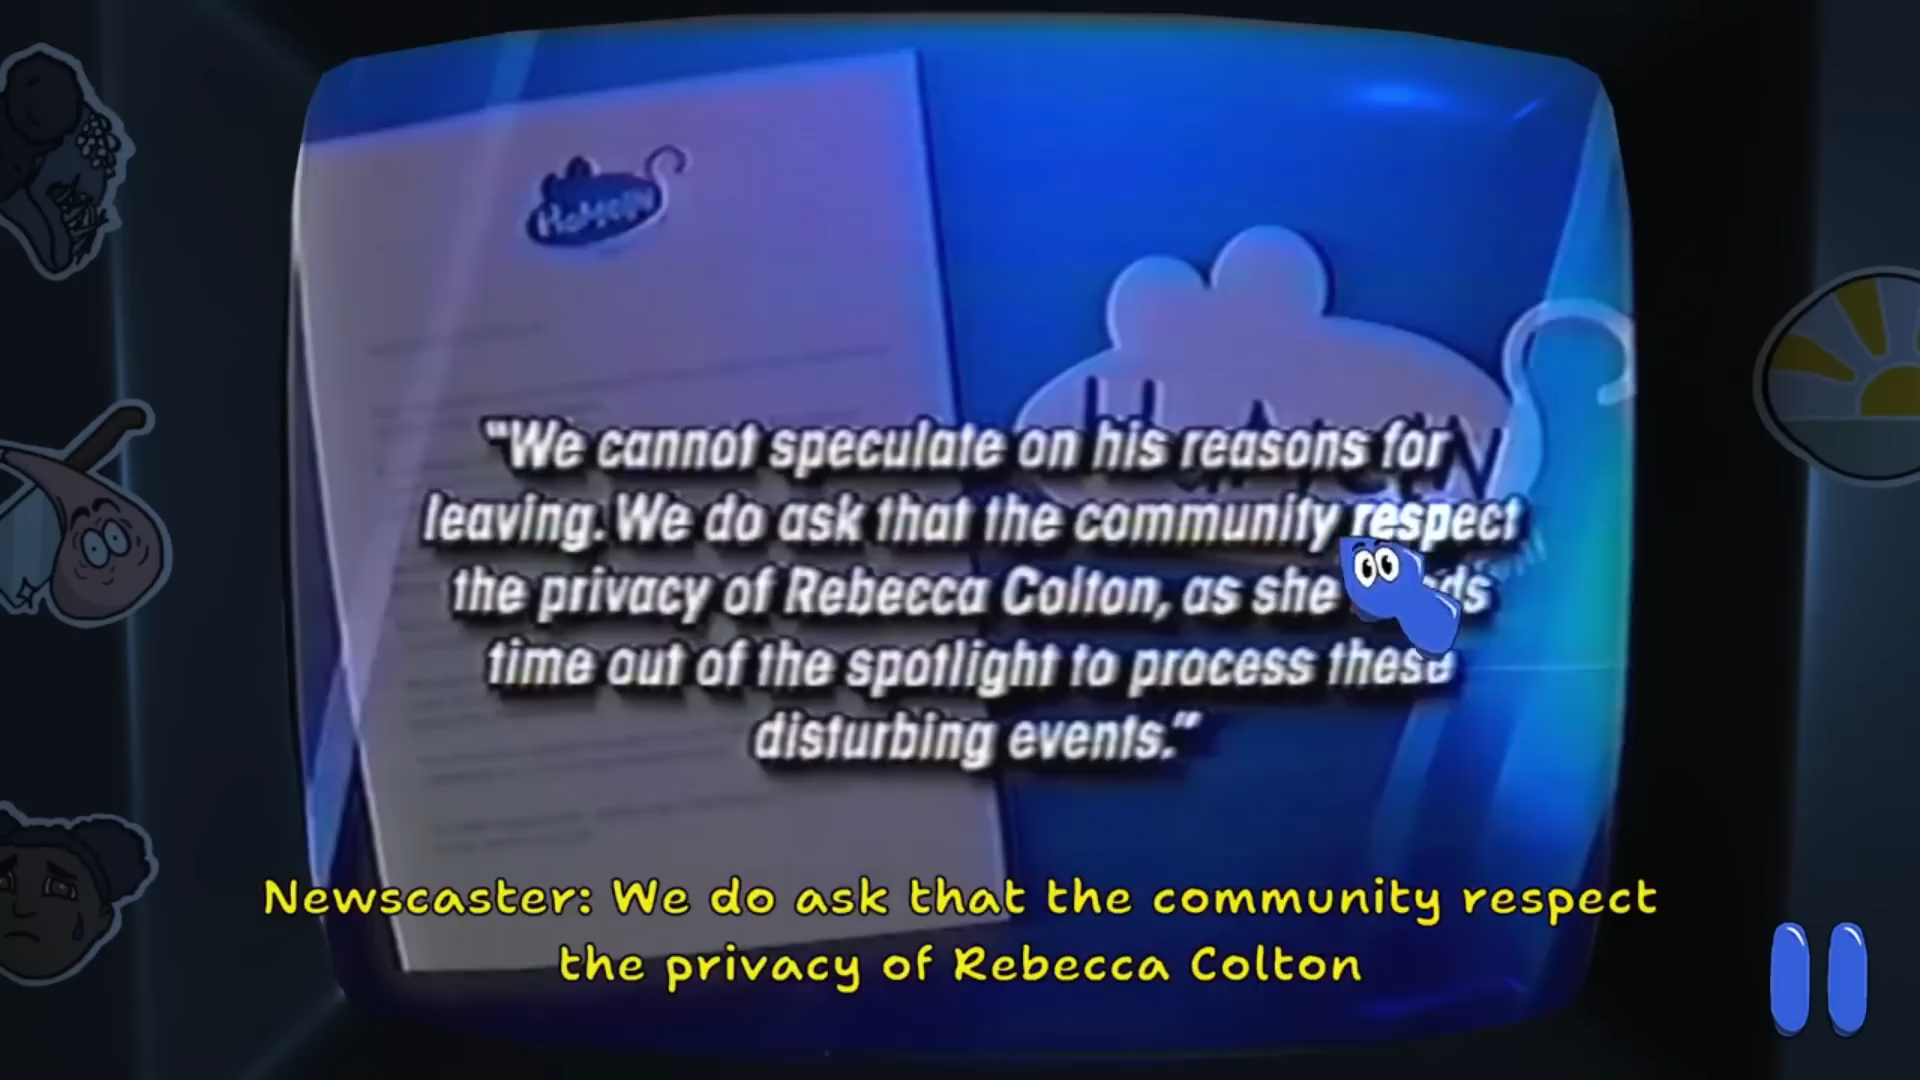 HaMeliN
"We cannot speculate on his reasons for
leaving. We do ask that the community respect
the privacy of Rebecca Colton, as she
time out of the spotlight to process these
disturbing events."
Newscaster: We do ask that the community respect
the privacy of Rebecca Colton